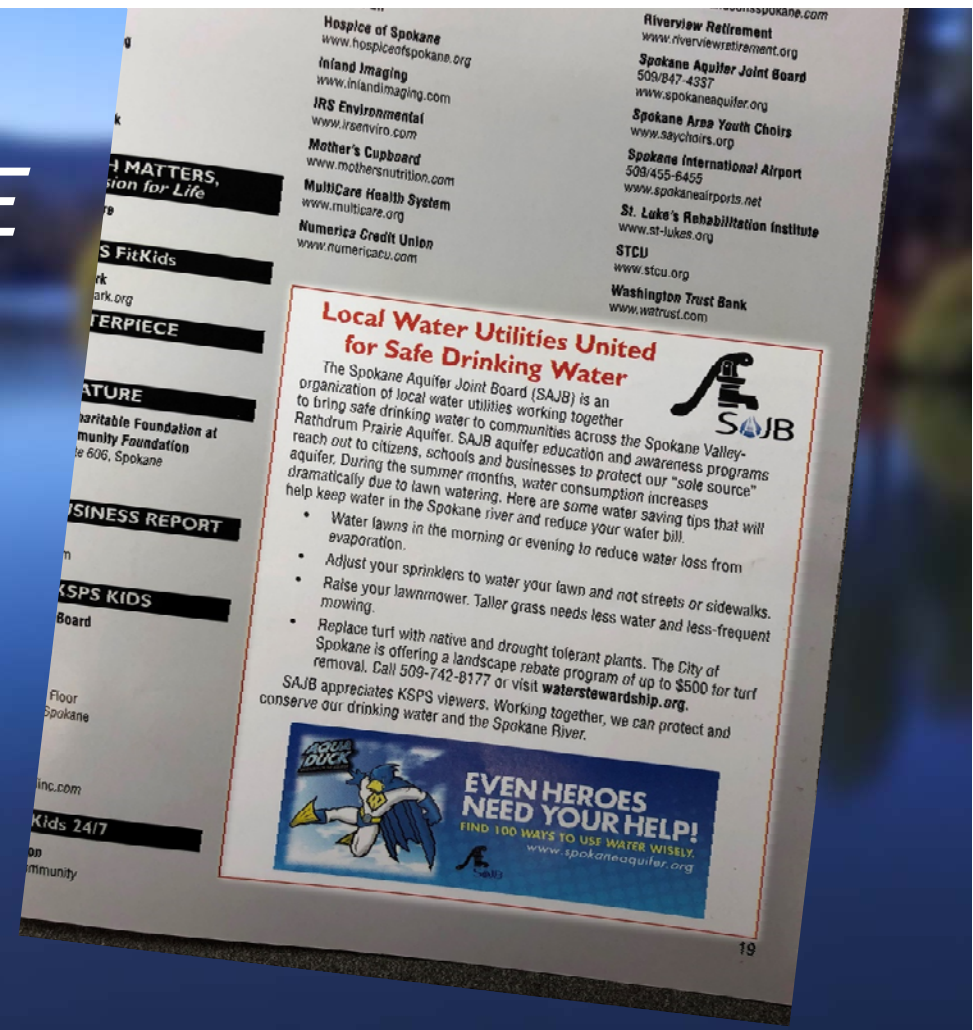 E
E
g
k
k
H MATTERS,
sion for Life
re
S FitKids
rk
ark.org
TERPIECE
ATURE
haritable Foundation at
munity Foundation
te 606, Spokane
USINESS REPORT
m
KSPS KIDS
Board
Floor
Spokane
inc.com
Kids 24/7
on
mmunity
Hospice of Spokane
www.hospiceofspokane.org
Inland Imaging
www.inlandimaging.com
IRS Environmental
www.irsenviro.com
Mother's Cupboard
www.mothersnutrition.com
MultiCare Health System
www.multicare.org
Numerica Credit Union
www.numericacu.com
Riverview Retirement
www.riverviewretirement.org
Spokane Aquifer Joint Board
509/847-4337
www.spokaneaquifer.org
Spokane Area Youth Choirs
www.saychoirs.org
Spokane International Airport
509/455-6455
www.spokaneairports.net
St. Luke's Rehabilitation Institute
www.st-lukes.org
STCU
www.stcu.org
Washington Trust Bank
www.watrust.com
Local Water Utilities United
for Safe Drinking Water
SAJB
The Spokane Aquifer Joint Board (SAJB) is an
organization of local water utilities working together
to bring safe drinking water to communities across the Spokane Valley-
Rathdrum Prairie Aquifer. SAJB aquifer education and awareness programs
reach out to citizens, schools and businesses to protect our "sole source"
aquifer. During the summer months, water consumption increases
dramatically due to lawn watering. Here are some water saving tips that will
help keep water in the Spokane river and reduce your water bill.
• Water lawns in the morning or evening to reduce water loss from
evaporation.
• Adjust your sprinklers to water your lawn and not streets or sidewalks.
• Raise your lawnmower. Taller grass needs less water and less-frequent
mowing.
• Replace turf with native and drought tolerant plants. The City of
Spokane is offering a landscape rebate program of up to $500 for turf
removal. Call 509-742-8177 or visit waterstewardship.org.
SAJB appreciates KSPS viewers. Working together, we can protect and
conserve our drinking water and the Spokane River.
AQUA
DUCK
EVEN HEROES
NEED YOUR HELP!
FIND 100 WAYS TO USE WATER WISELY.
www.spokaneaquifer.org
SAJB
19